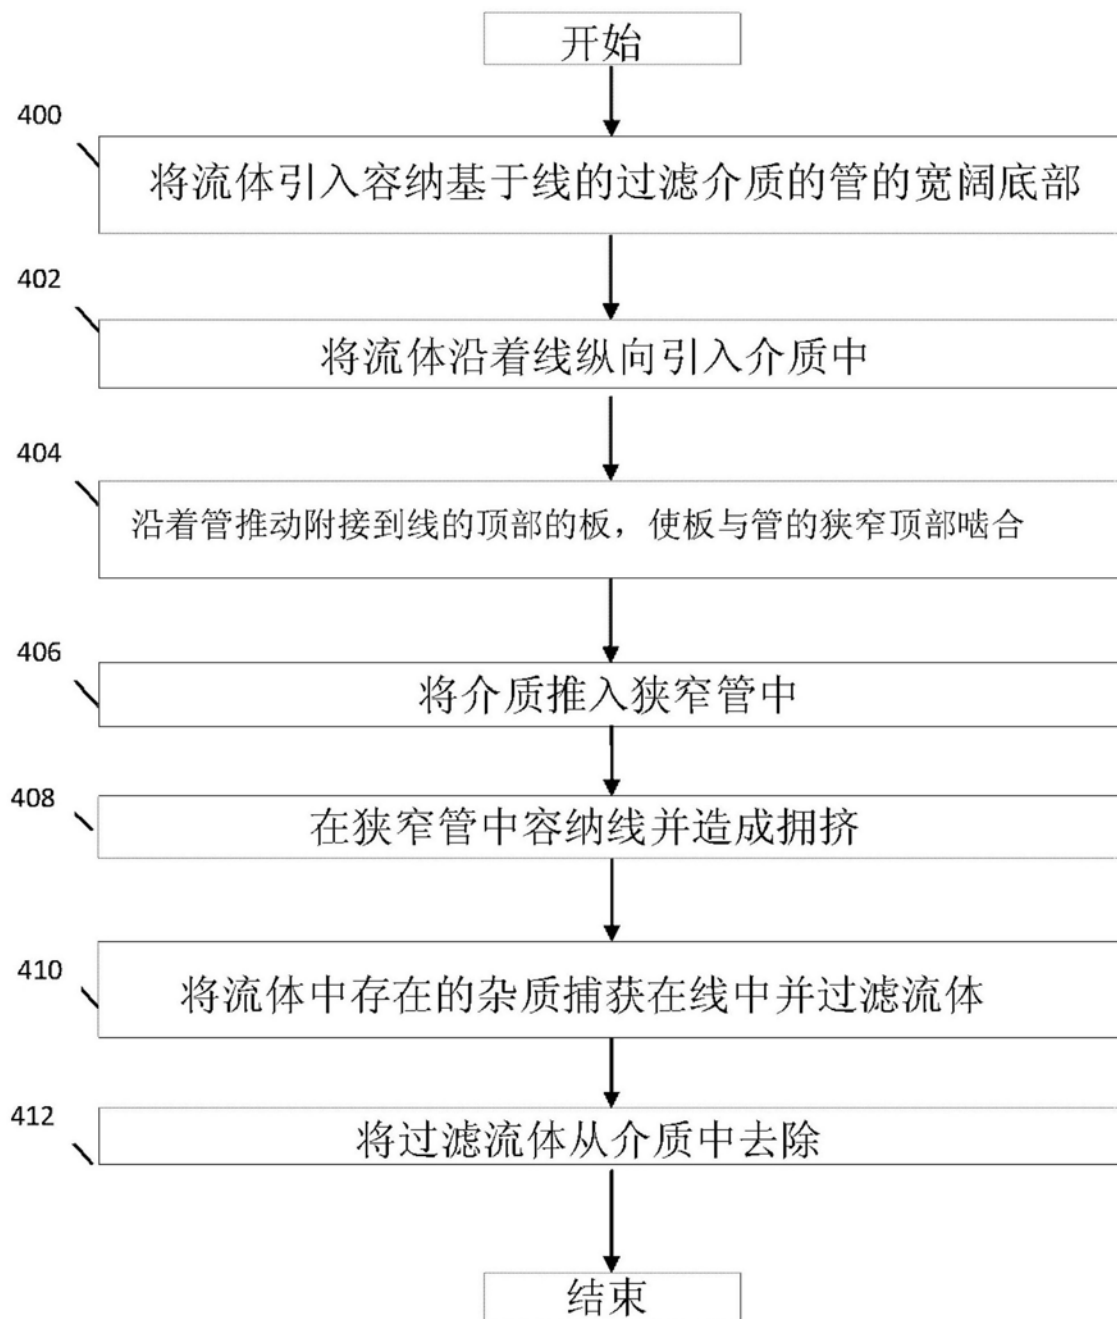 开始
400
将流体引入容纳基于线的过滤介质的管的宽阔底部
402
将流体沿着线纵向引入介质中
404
沿着管推动附接到线的顶部的板，使板与管的狭窄顶部啮合
406
将介质推入狭窄管中
408
在狭窄管中容纳线并造成拥挤
410
将流体中存在的杂质捕获在线中并过滤流体
412
将过滤流体从介质中去除
结束